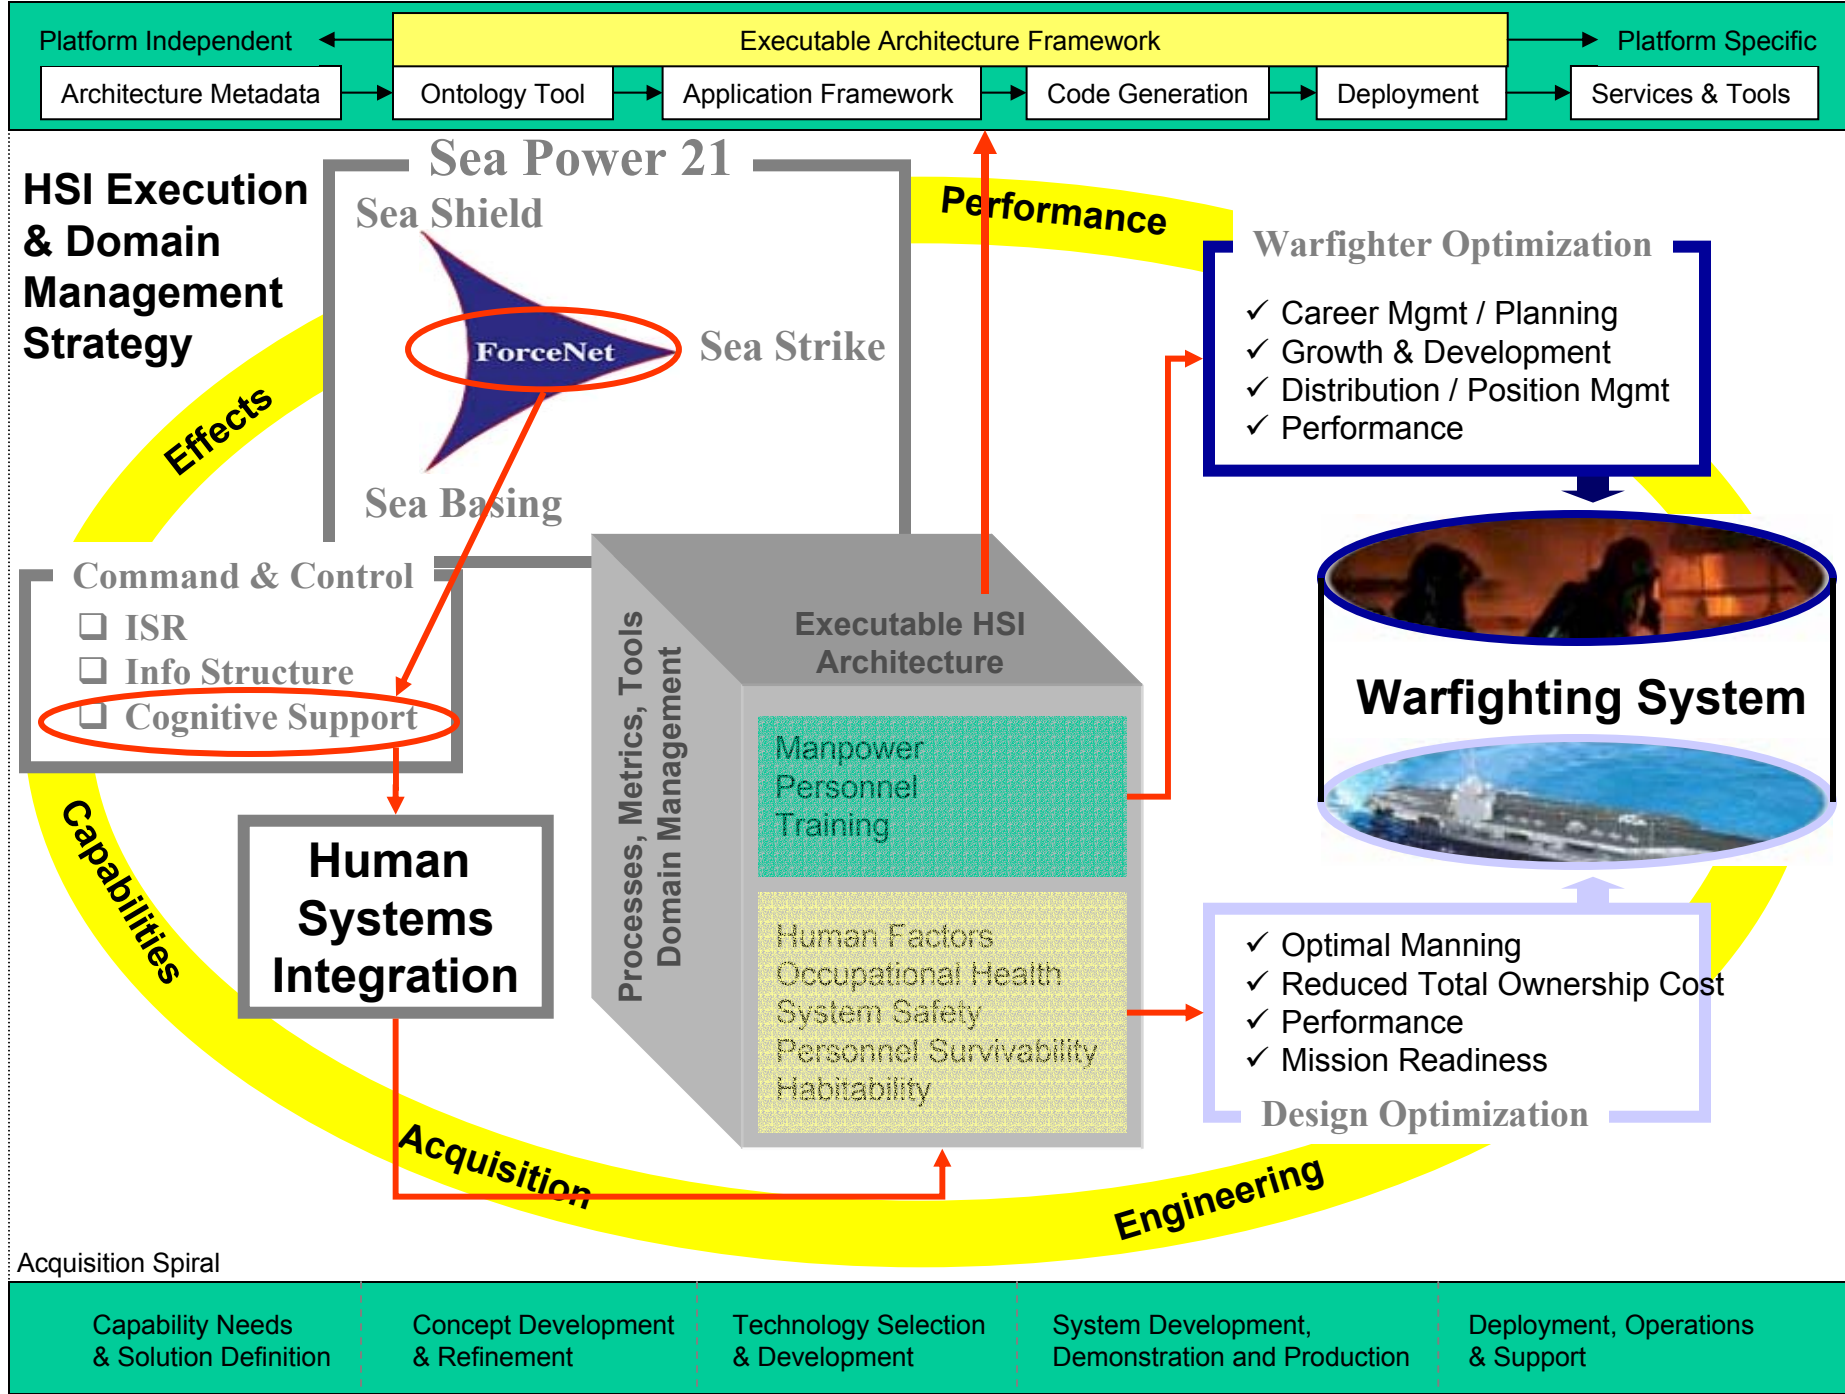 Platform Independent
Executable Architecture Framework
Platform Specific
Architecture Metadata
Ontology Tool
Application Framework
Code Generation
Deployment
Services & Tools
HSI Execution
& Domain
Management
Strategy
Sea Power 21
Sea Shield
ForceNet
Sea Strike
Sea Basing
Performance
Effects
Capabilities
Acquisition
Engineering
Warfighter Optimization
✓ Career Mgmt / Planning
✓ Growth & Development
✓ Distribution / Position Mgmt
✓ Performance
Command & Control
❑ ISR
❑ Info Structure
❑ Cognitive Support
Human
Systems
Integration
Processes, Metrics, Tools
Domain Management
Executable HSI
Architecture
Manpower
Personnel
Training
Human Factors
Occupational Health
System Safety
Personnel Survivability
Habitability
Warfighting System
✓ Optimal Manning
✓ Reduced Total Ownership Cost
✓ Performance
✓ Mission Readiness
Design Optimization
Acquisition Spiral
Capability Needs
& Solution Definition
Concept Development
& Refinement
Technology Selection
& Development
System Development,
Demonstration and Production
Deployment, Operations
& Support